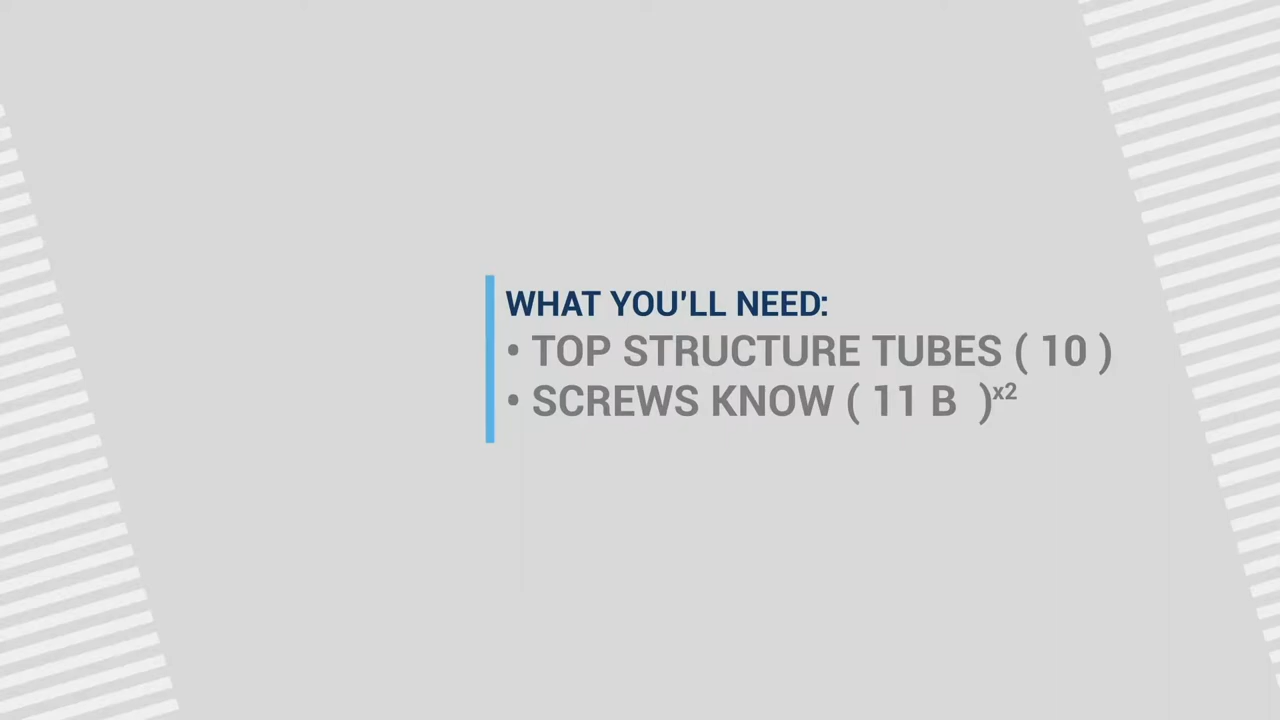 WHAT YOU'LL NEED:
• TOP STRUCTURE TUBES ( 10 )
• SCREWS KNOW ( 11 B  )x2